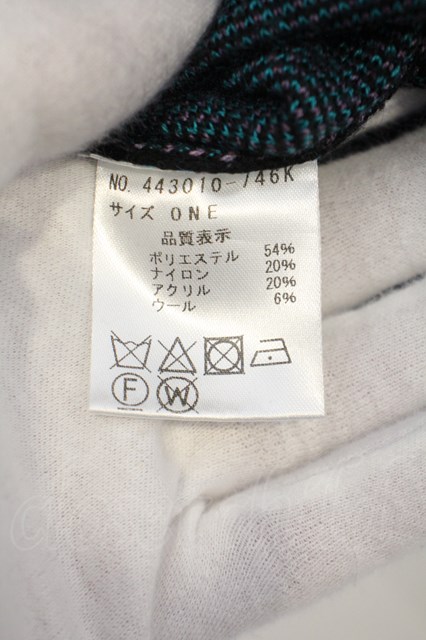 NO. 443010-746K
サイズ ONE
品質表示
ポリエステル 54%
ナイロン 20%
アクリル 20%
ウール 6%
F W